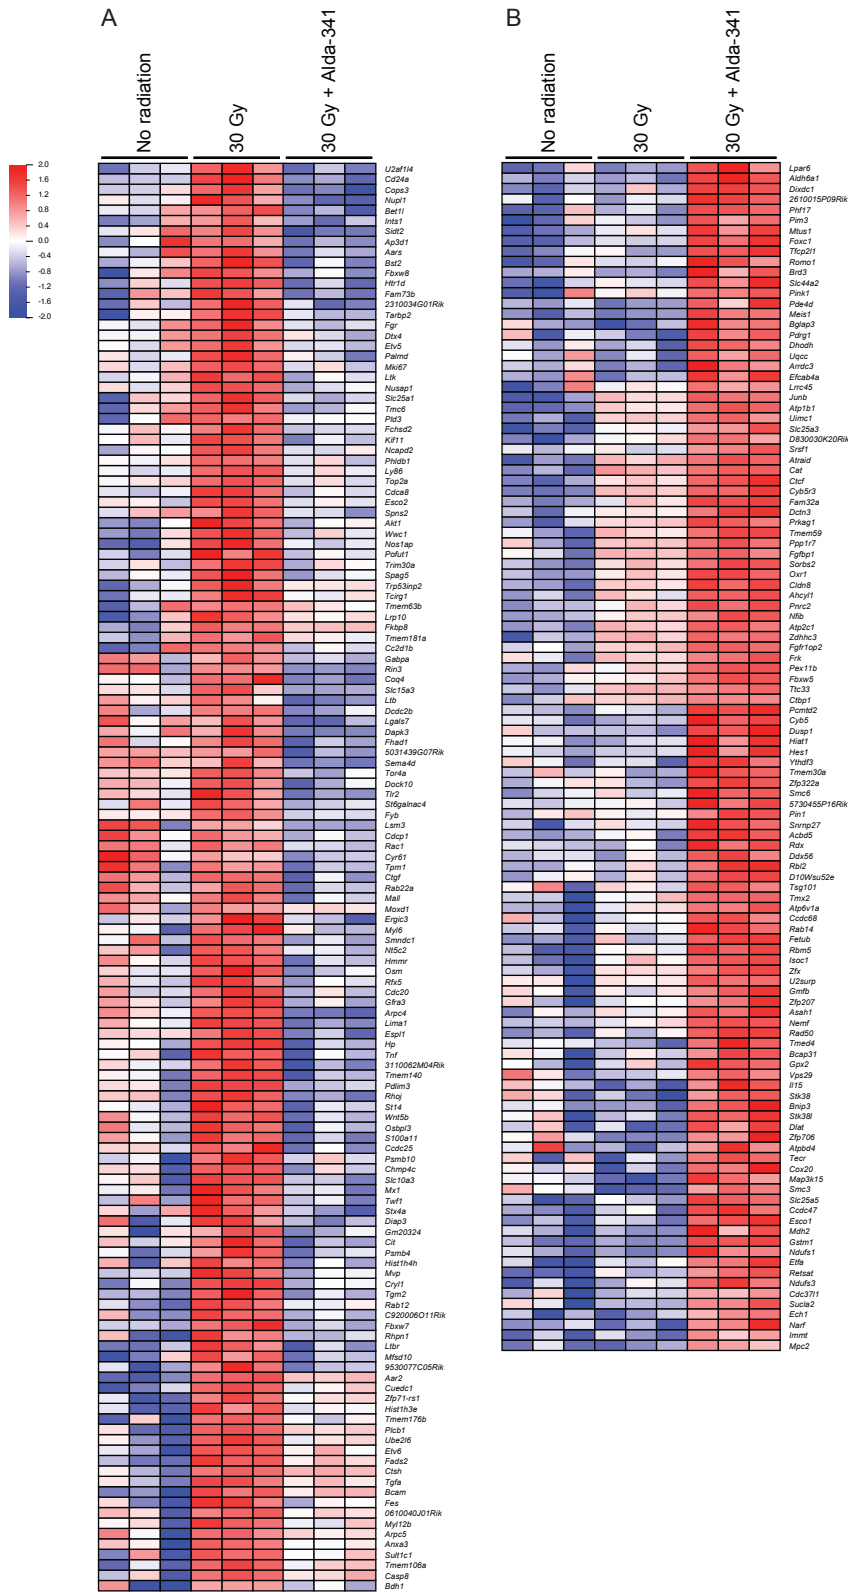 A
B
No radiation
30 Gy
30 Gy + Alda-341
No radiation
30 Gy
30 Gy + Alda-341
2.0
1.6
1.2
0.8
0.4
0.0
-0.4
-0.8
-1.2
-1.6
-2.0
U2af1l4
Cd24a
Cops3
Nupl1
Bet1l
Ints1
Sidt2
Ap3d1
Aars
Bst2
Fbxw8
Htr1d
Fam73b
2310034G01Rik
Tarbp2
Fgr
Dtx4
Etv5
Palmd
Mki67
Ltk
Nusap1
Slc25a1
Tmc6
Pld3
Fchsd2
Kif11
Ncapd2
Phldb1
Ly86
Top2a
Cdca8
Esco2
Spns2
Akt1
Wwc1
Nos1ap
Pofut1
Trim30a
Spag5
Trp53inp2
Tcirg1
Tmem63b
Lrp10
Fkbp8
Tmem181a
Cc2d1b
Gabpa
Rin3
Coq4
Slc15a3
Ltb
Dcdc2b
Lgals7
Dapk3
Fhad1
5031439G07Rik
Sema4d
Tor4a
Dock10
Tlr2
St6galnac4
Fyb
Lsm3
Cdcp1
Rac1
Cyr61
Tpm1
Ctgf
Rab22a
Mall
Moxd1
Ergic3
Myl6
Smndc1
Nt5c2
Hmmr
Osm
Rfx5
Cdc20
Gfra3
Arpc4
Lima1
Espl1
Hp
Tnf
3110062M04Rik
Tmem140
Pdlim3
Rhoj
St14
Wnt5b
Osbpl3
S100a11
Ccdc25
Psmb10
Chmp4c
Slc10a3
Mx1
Twf1
Stx4a
Diap3
Gm20324
Cit
Psmb4
Hist1h4h
Mvp
Cryl1
Tgm2
Rab12
C920006O11Rik
Fbxw7
Rhpn1
Ltbr
Mfsd10
9530077C05Rik
Aar2
Cuedc1
Zfp71-rs1
Hist1h3e
Tmem176b
Plcb1
Ube2l6
Etv6
Fads2
Ctsh
Tgfa
Bcam
Fes
0610040J01Rik
Myl12b
Arpc5
Anxa3
Sult1c1
Tmem106a
Casp8
Bdh1
Lpar6
Aldh6a1
Dixdc1
2610015P09Rik
Phf17
Pim3
Mtus1
Foxc1
Tfcp2l1
Romo1
Brd3
Slc44a2
Pink1
Pde4d
Meis1
Bglap3
Pdrg1
Dhodh
Uqcc
Arrdc3
Efcab4a
Lrrc45
Junb
Atp1b1
Uimc1
Slc25a3
D830030K20Rik
Srsf1
Atraid
Cat
Ctcf
Cyb5r3
Fam32a
Dctn3
Prkag1
Tmem59
Ppp1r7
Fgfbp1
Sorbs2
Oxr1
Cldn8
Ahcyl1
Pnrc2
Nfib
Atp2c1
Zdhhc3
Fgfr1op2
Frk
Pex11b
Fbxw5
Ttc33
Ctbp1
Pcmtd2
Cyb5
Dusp1
Hiat1
Hes1
Ythdf3
Tmem30a
Zfp322a
Smc6
5730455P16Rik
Pin1
Snrnp27
Acbd5
Rdx
Ddx56
Rbl2
D10Wsu52e
Tsg101
Tmx2
Atp6v1a
Ccdc68
Rab14
Fetub
Rbm5
Isoc1
Zfx
U2surp
Gmfb
Zfp207
Asah1
Nemf
Rad50
Tmed4
Bcap31
Gpx2
Vps29
Il15
Stk38
Bnip3
Stk38l
Dlat
Zfp706
Atpbd4
Tecr
Cox20
Map3k15
Smc3
Slc25a5
Ccdc47
Esco1
Mdh2
Gstm1
Ndufs1
Etfa
Retsat
Ndufs3
Cdc37l1
Sucla2
Ech1
Narf
Immt
Mpc2